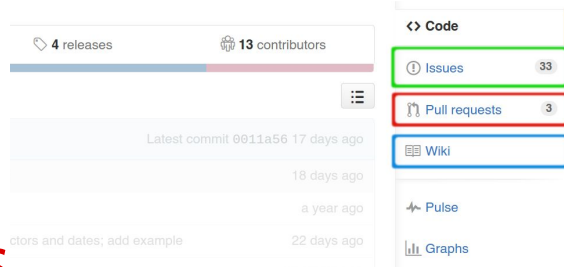 4 releases
13 contributors
Latest commit 0011a56 17 days ago
18 days ago
a year ago
ctors and dates; add example
22 days ago
Code
Issues 33
Pull requests 3
Wiki
Pulse
Graphs